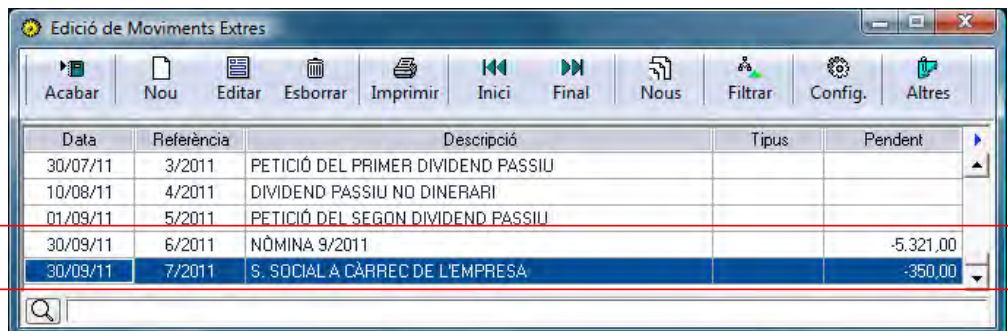 Edició de Moviments Extres
Acabar Nou Editar Esborrar Imprimir Inici Final Nous Filtrar Config. Altres
Data Referència Descripció Tipus Pendent
30/07/11 3/2011 PETICIÓ DEL PRIMER DIVIDEND PASSIU
10/08/11 4/2011 DIVIDEND PASSIU NO DINERARI
01/09/11 5/2011 PETICIÓ DEL SEGON DIVIDEND PASSIU
30/09/11 6/2011 NÒMINA 9/2011 -5.321,00
30/09/11 7/2011 S. SOCIAL A CÀRREC DE L'EMPRESA -350,00